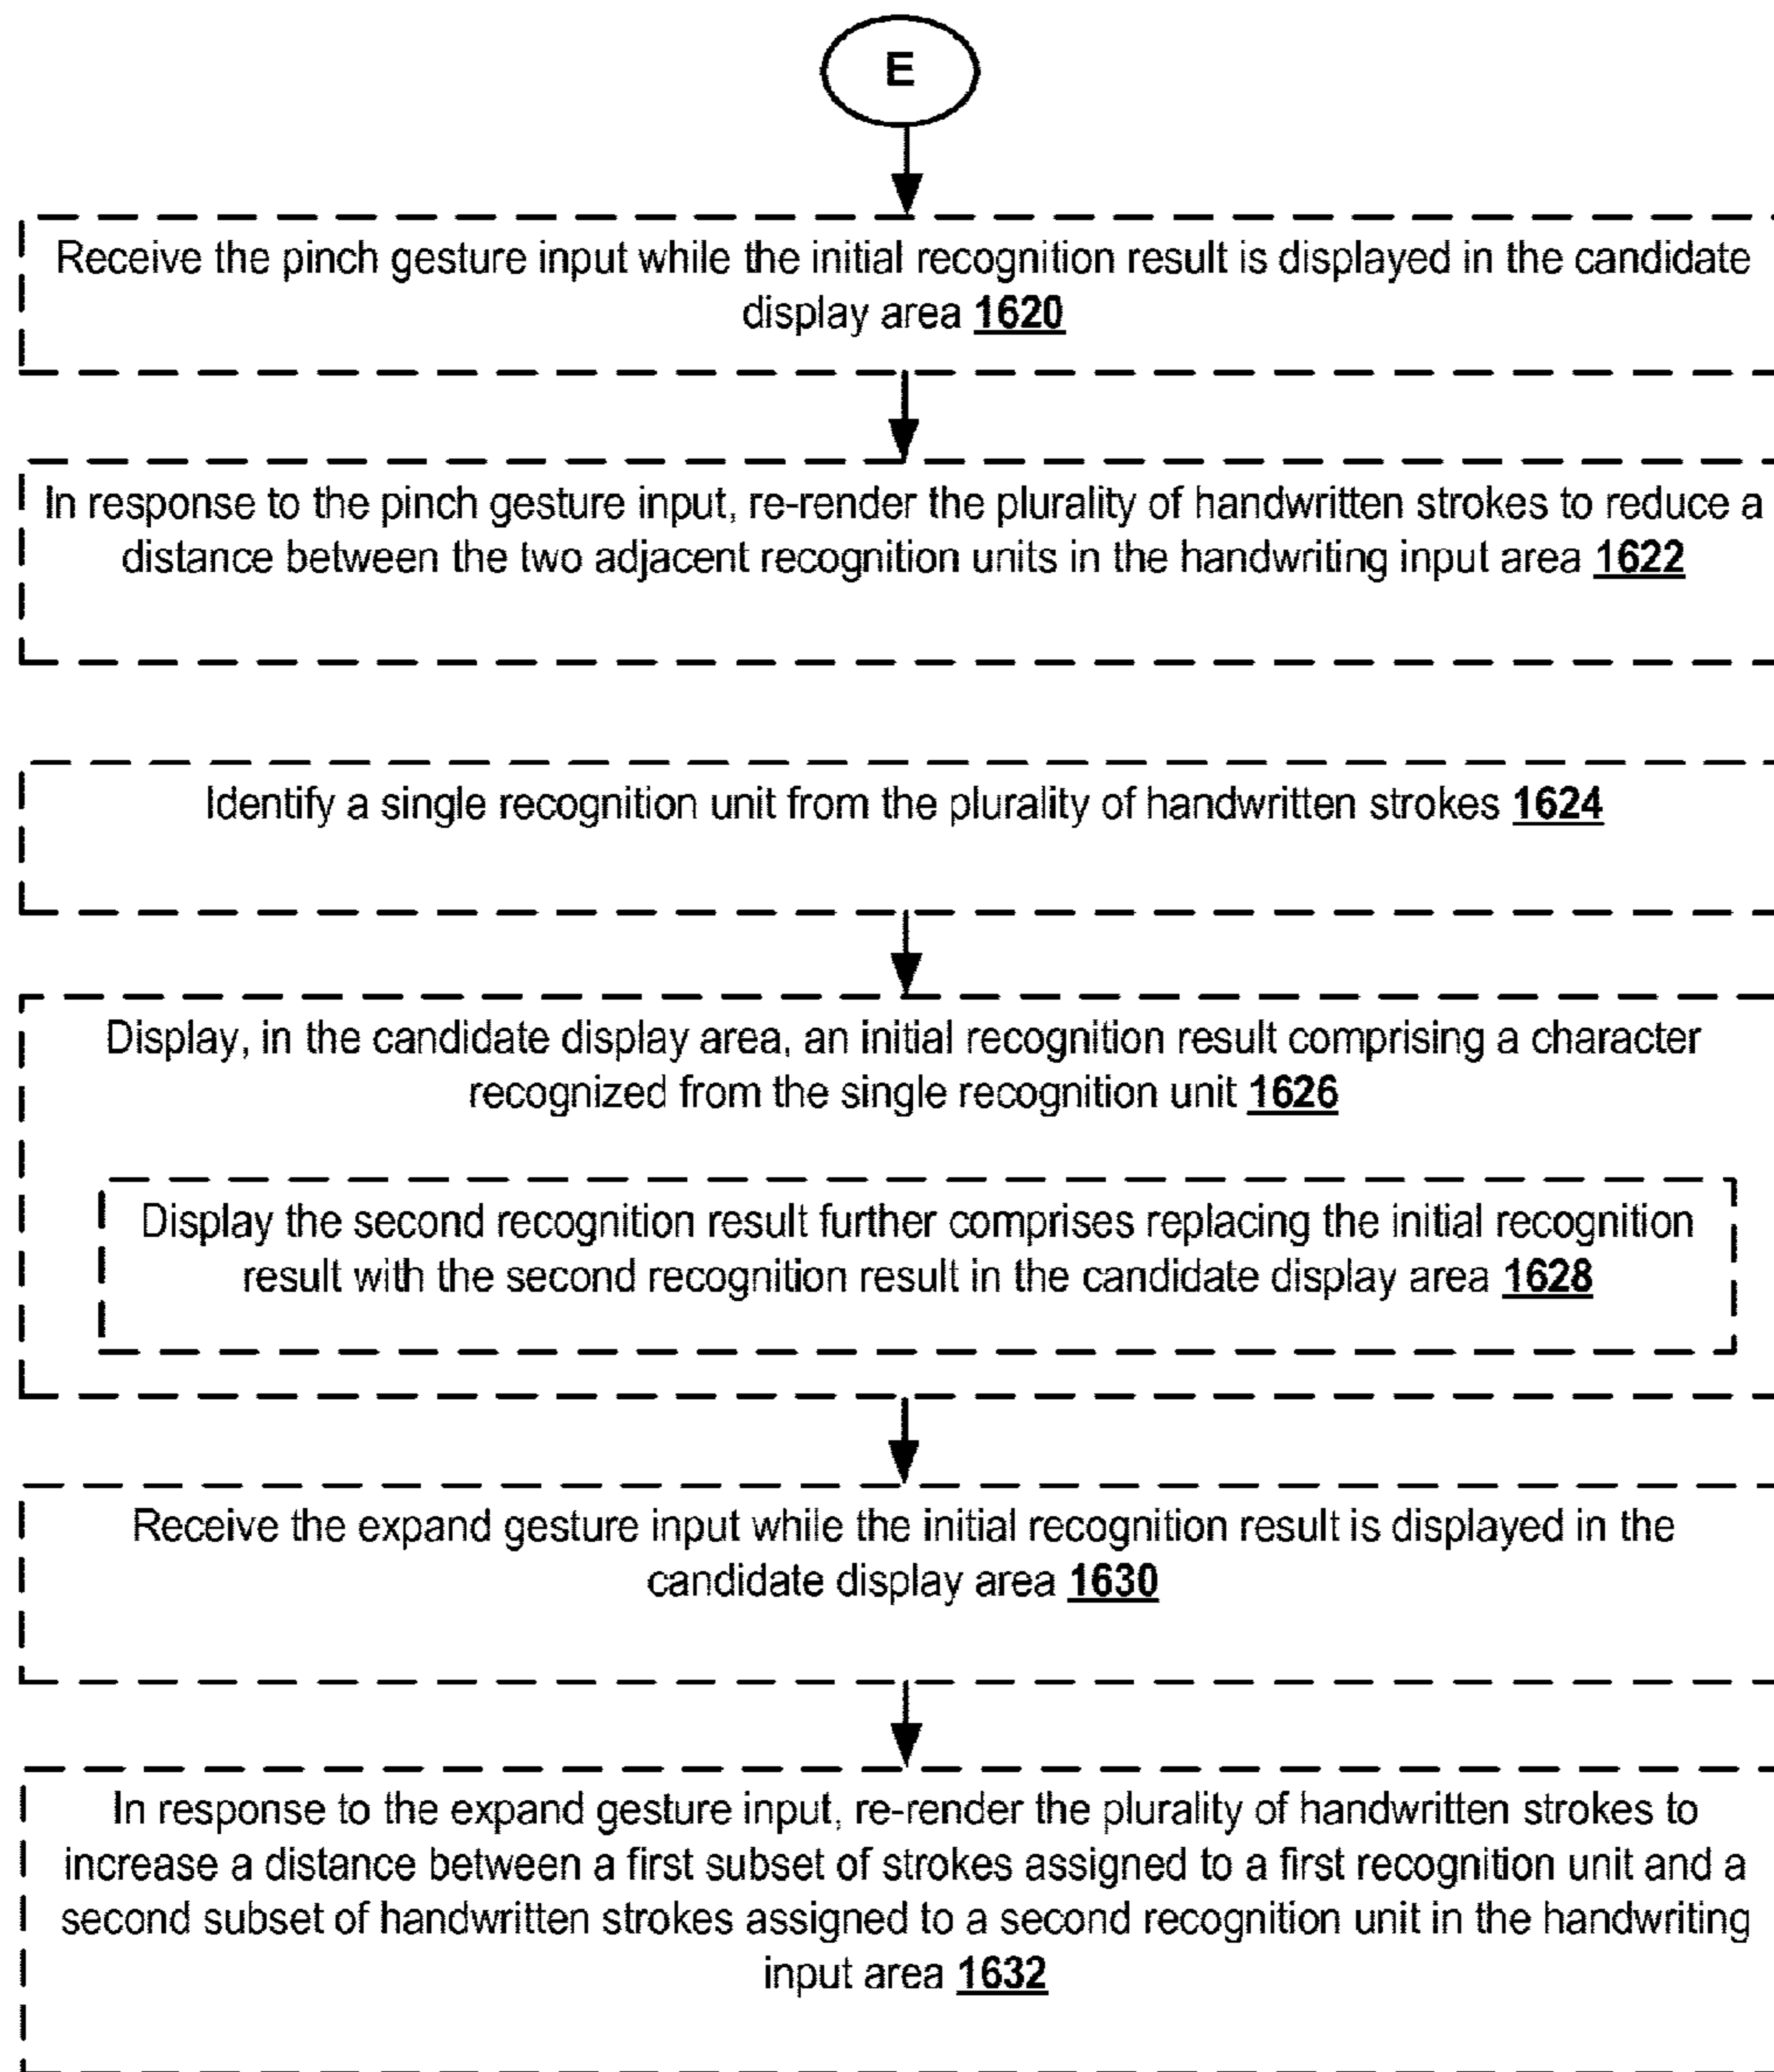 E
Receive the pinch gesture input while the initial recognition result is displayed in the candidate
display area 1620
In response to the pinch gesture input, re-render the plurality of handwritten strokes to reduce a
distance between the two adjacent recognition units in the handwriting input area 1622
Identify a single recognition unit from the plurality of handwritten strokes 1624
Display, in the candidate display area, an initial recognition result comprising a character
recognized from the single recognition unit 1626
Display the second recognition result further comprises replacing the initial recognition
result with the second recognition result in the candidate display area 1628
Receive the expand gesture input while the initial recognition result is displayed in the
candidate display area 1630
In response to the expand gesture input, re-render the plurality of handwritten strokes to
increase a distance between a first subset of strokes assigned to a first recognition unit and a
second subset of handwritten strokes assigned to a second recognition unit in the handwriting
input area 1632